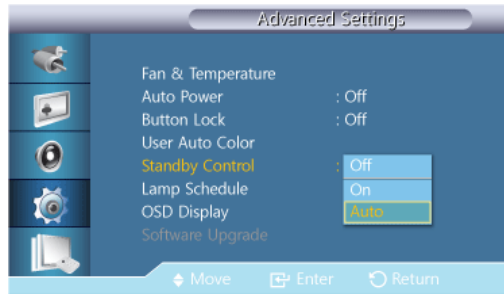 Advanced Settings
Fan & Temperature
Auto Power : Off
Button Lock : Off
User Auto Color
Standby Control : Off
Lamp Schedule On
OSD Display Auto
Software Upgrade
Move Enter Return